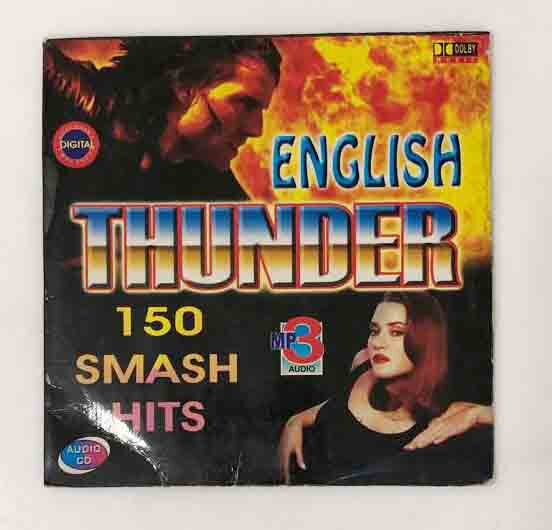 DOLBY
DIGITAL
ENGLISH
THUNDER
150
SMASH
HITS
MP3
AUDIO
AUDIO
CD